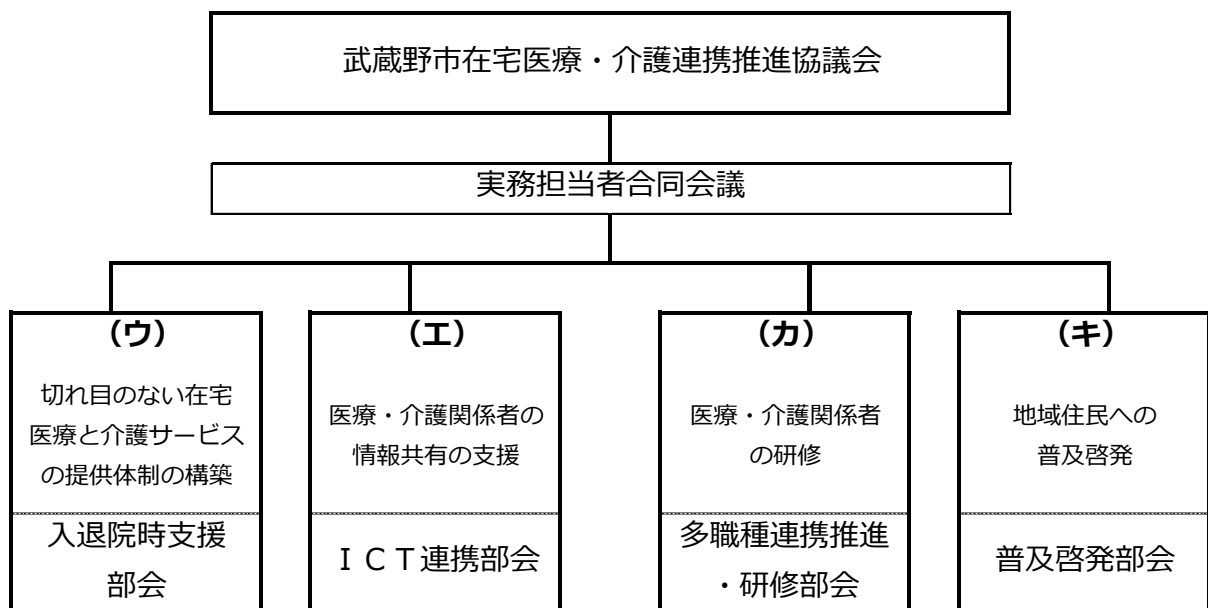 武蔵野市在宅医療・介護連携推進協議会
実務担当者合同会議
（ウ）
切れ目のない在宅
医療と介護サービス
の提供体制の構築
入退院時支援
部会
（エ）
医療・介護関係者の
情報共有の支援
ＩＣＴ連携部会
（カ）
医療・介護関係者
の研修
多職種連携推進
・研修部会
（キ）
地域住民への
普及啓発
普及啓発部会